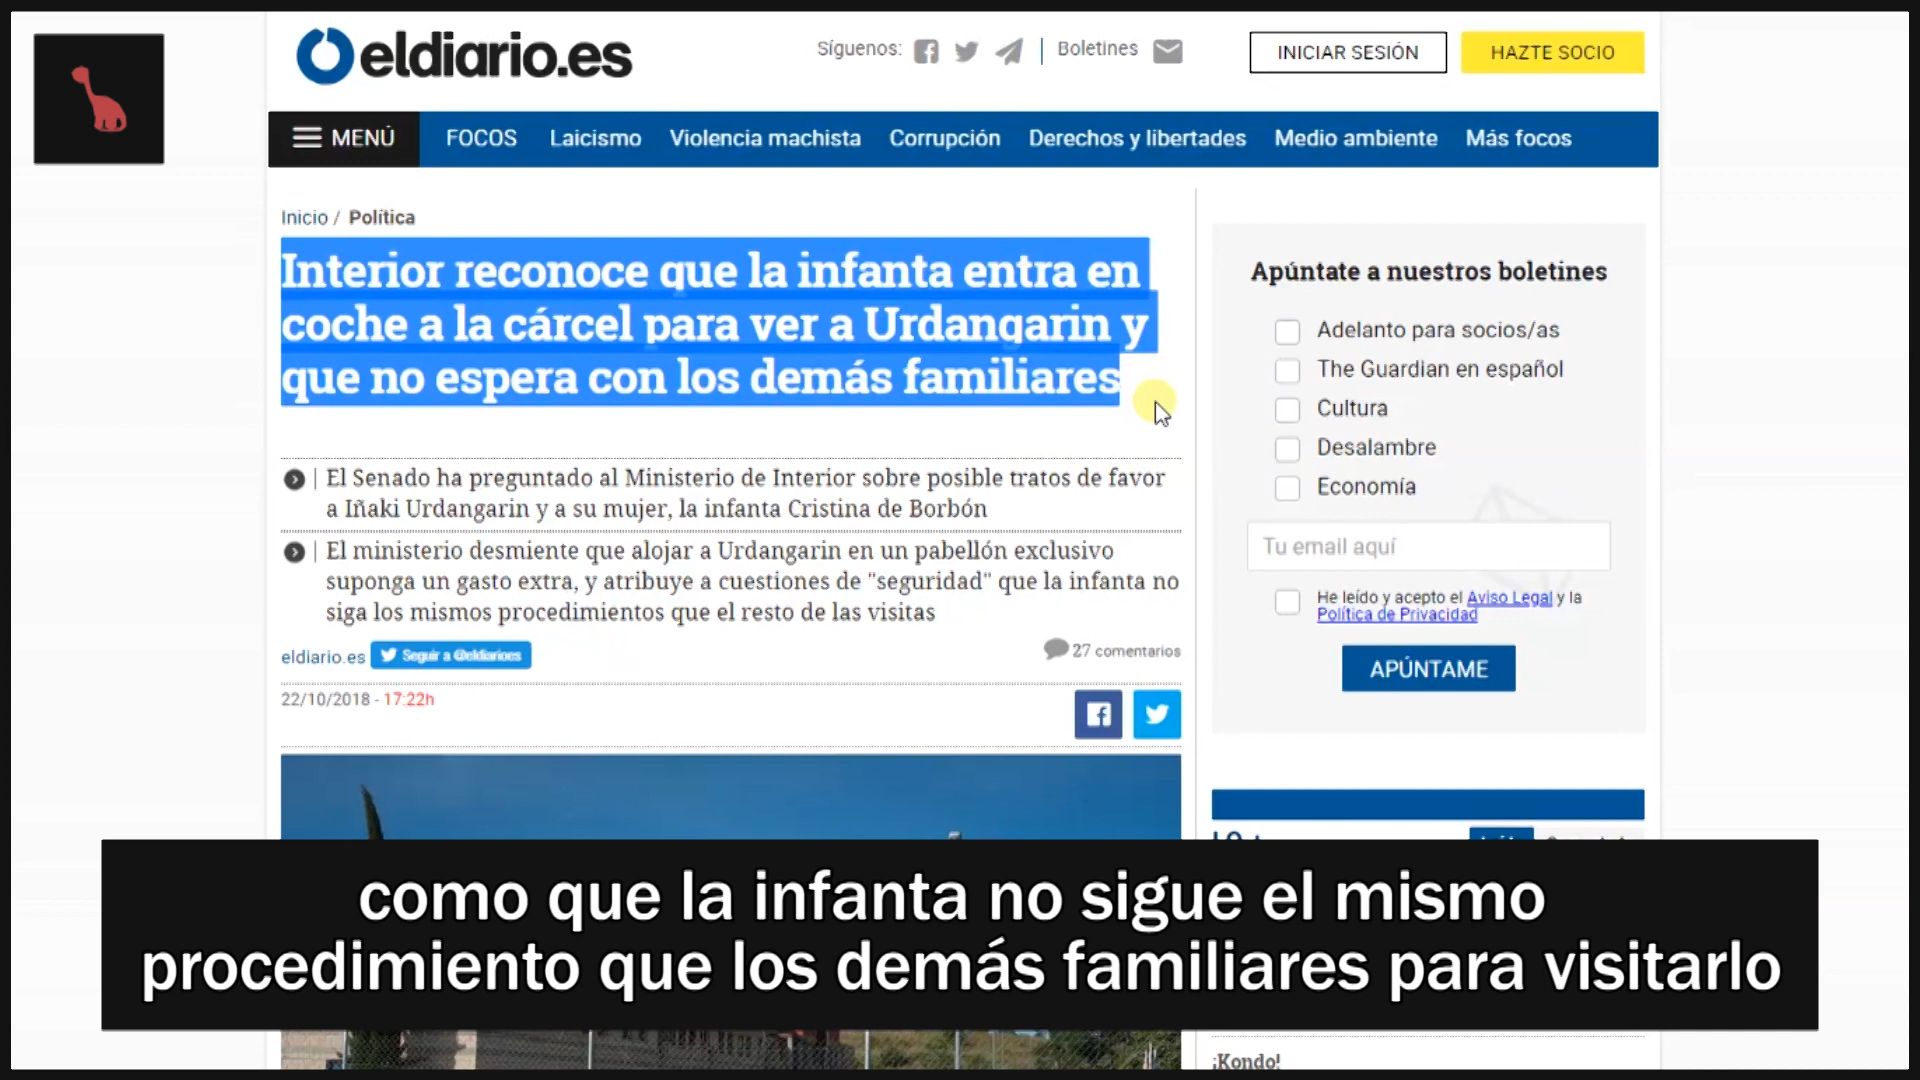 eldiario.es
Síguenos:
Boletines
INICIAR SESIÓN
HAZTE SOCIO
MENÚ
FOCOS
Laicismo
Violencia machista
Corrupción
Derechos y libertades
Medio ambiente
Más focos
Inicio / Política
Interior reconoce que la infanta entra en
coche a la cárcel para ver a Urdangarin y
que no espera con los demás familiares
El Senado ha preguntado al Ministerio de Interior sobre posible tratos de favor
a Iñaki Urdangarin y a su mujer, la infanta Cristina de Borbón
El ministerio desmiente que alojar a Urdangarin en un pabellón exclusivo
suponga un gasto extra, y atribuye a cuestiones de "seguridad" que la infanta no
siga los mismos procedimientos que el resto de las visitas
eldiario.es
Seguir a @eldiarioes
27 comentarios
22/10/2018 - 17:22h
Apúntate a nuestros boletines
Adelanto para socios/as
The Guardian en español
Cultura
Desalambre
Economía
Tu email aquí
He leído y acepto el Aviso Legal y la
Política de Privacidad
APÚNTAME
como que la infanta no sigue el mismo
procedimiento que los demás familiares para visitarlo
¡Kondo!